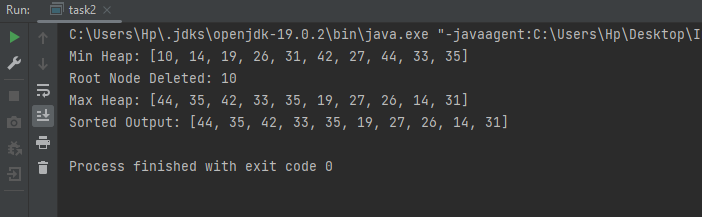 Run: task2
C:\Users\Hp\.jdks\openjdk-19.0.2\bin\java.exe "-javaagent:C:\Users\Hp\Desktop\I
Min Heap: [10, 14, 19, 26, 31, 42, 27, 44, 33, 35]
Root Node Deleted: 10
Max Heap: [44, 35, 42, 33, 35, 19, 27, 26, 14, 31]
Sorted Output: [44, 35, 42, 33, 35, 19, 27, 26, 14, 31]
Process finished with exit code 0